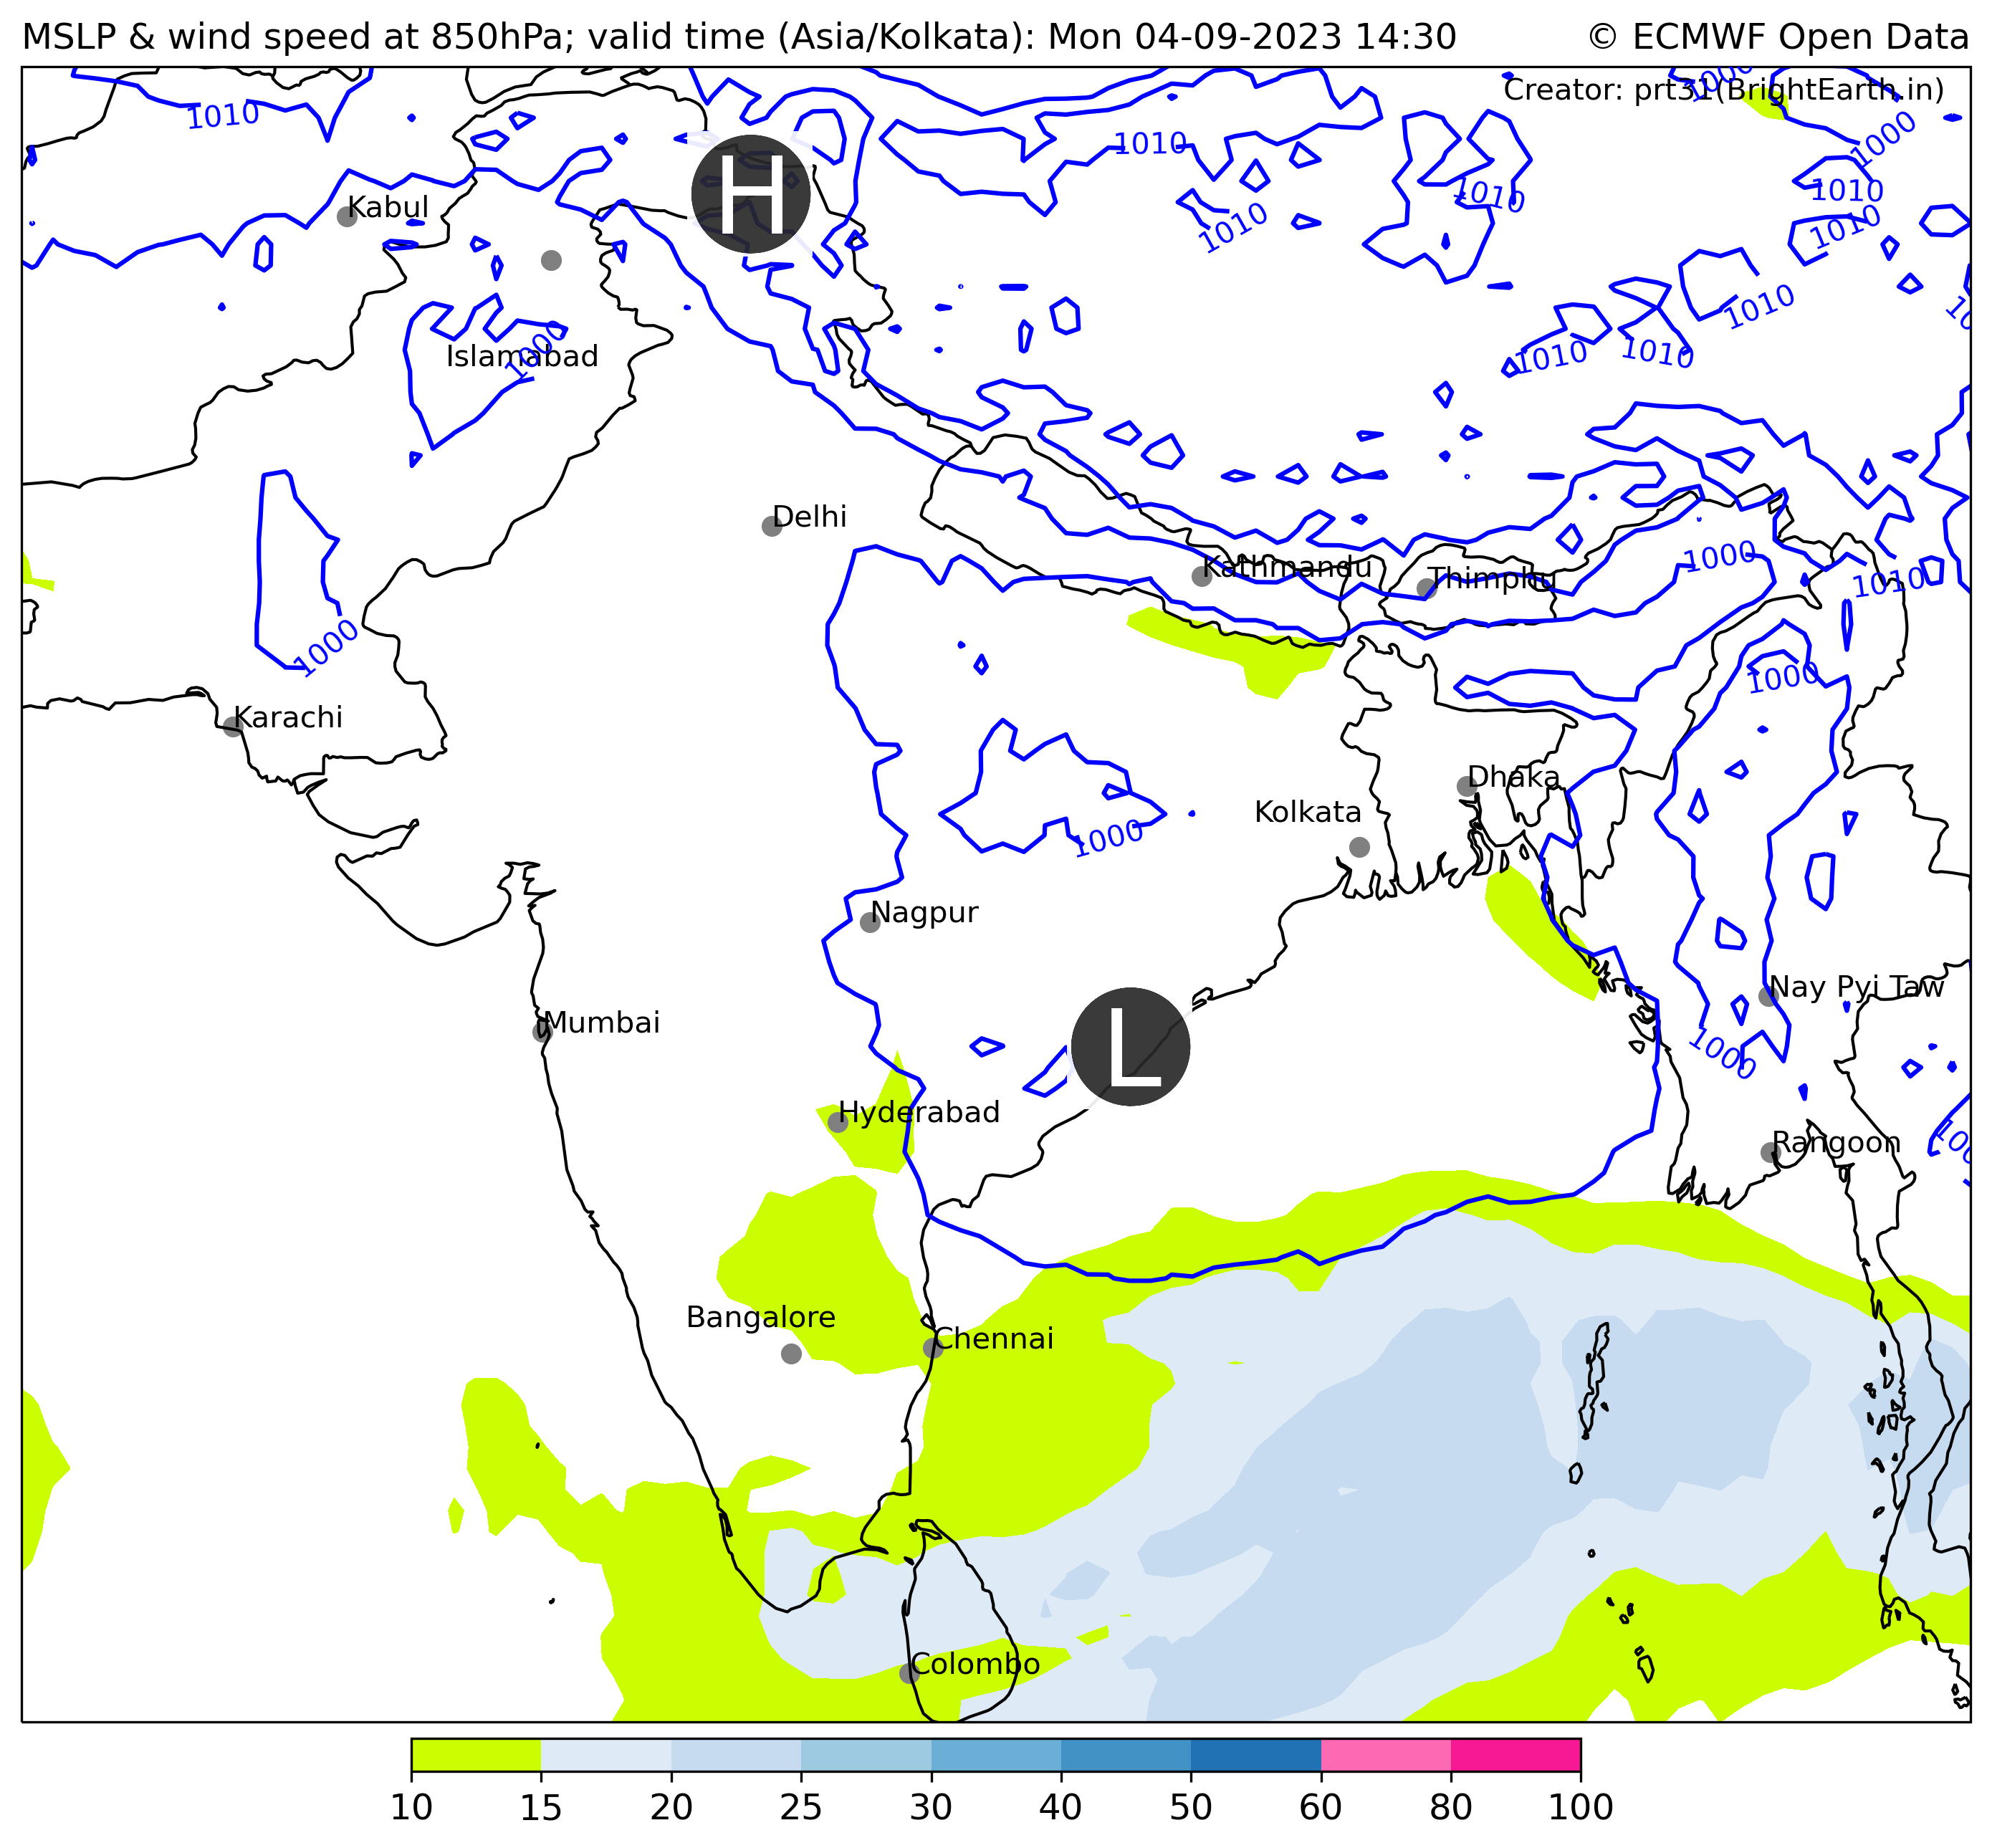 MSLP & wind speed at 850hPa; valid time (Asia/Kolkata): Mon 04-09-2023 14:30
© ECMWF Open Data
Creator: prt31(BrightEarth.in)
1000
1010
1000
1010
1010
1010
H
1010
Kabul
1010
1010
1010
1000
Islamabad
1010
1010
Delhi
1000
Kathmandu
Thimphu
1010
1000
1000
Karachi
Dhaka
Kolkata
1000
Nagpur
Nay Pyi Taw
Mumbai
L
1000
Hyderabad
Rangoon
Bangalore
Chennai
Colombo
10 15 20 25 30 40 50 60 80 100